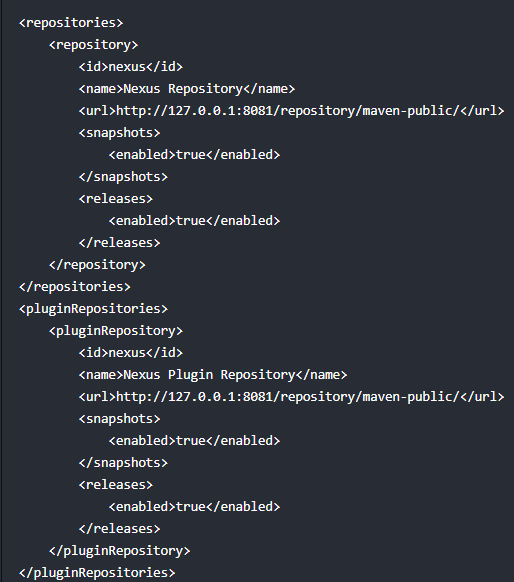 <repositories>
    <repository>
        <id>nexus</id>
        <name>Nexus Repository</name>
        <url>http://127.0.0.1:8081/repository/maven-public/</url>
        <snapshots>
            <enabled>true</enabled>
        </snapshots>
        <releases>
            <enabled>true</enabled>
        </releases>
    </repository>
</repositories>
<pluginRepositories>
    <pluginRepository>
        <id>nexus</id>
        <name>Nexus Plugin Repository</name>
        <url>http://127.0.0.1:8081/repository/maven-public/</url>
        <snapshots>
            <enabled>true</enabled>
        </snapshots>
        <releases>
            <enabled>true</enabled>
        </releases>
    </pluginRepository>
</pluginRepositories>